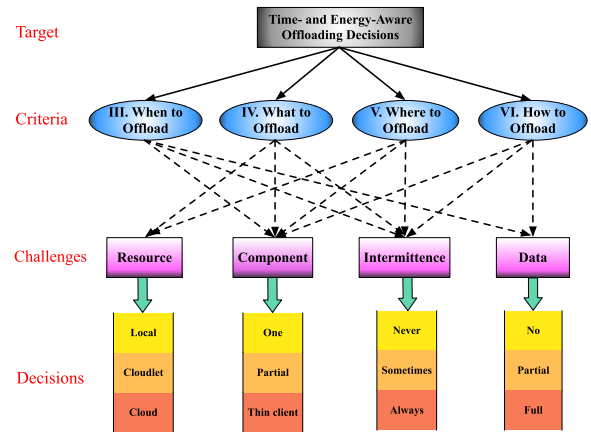 Target
Time- and Energy-Aware
Offloading Decisions
Criteria
III. When to
Offload
IV. What to
Offload
V. Where to
Offload
VI. How to
Offload
Challenges
Resource
Component
Intermittence
Data
Decisions
Local
One
Never
No
Cloudlet
Partial
Sometimes
Partial
Cloud
Thin client
Always
Full